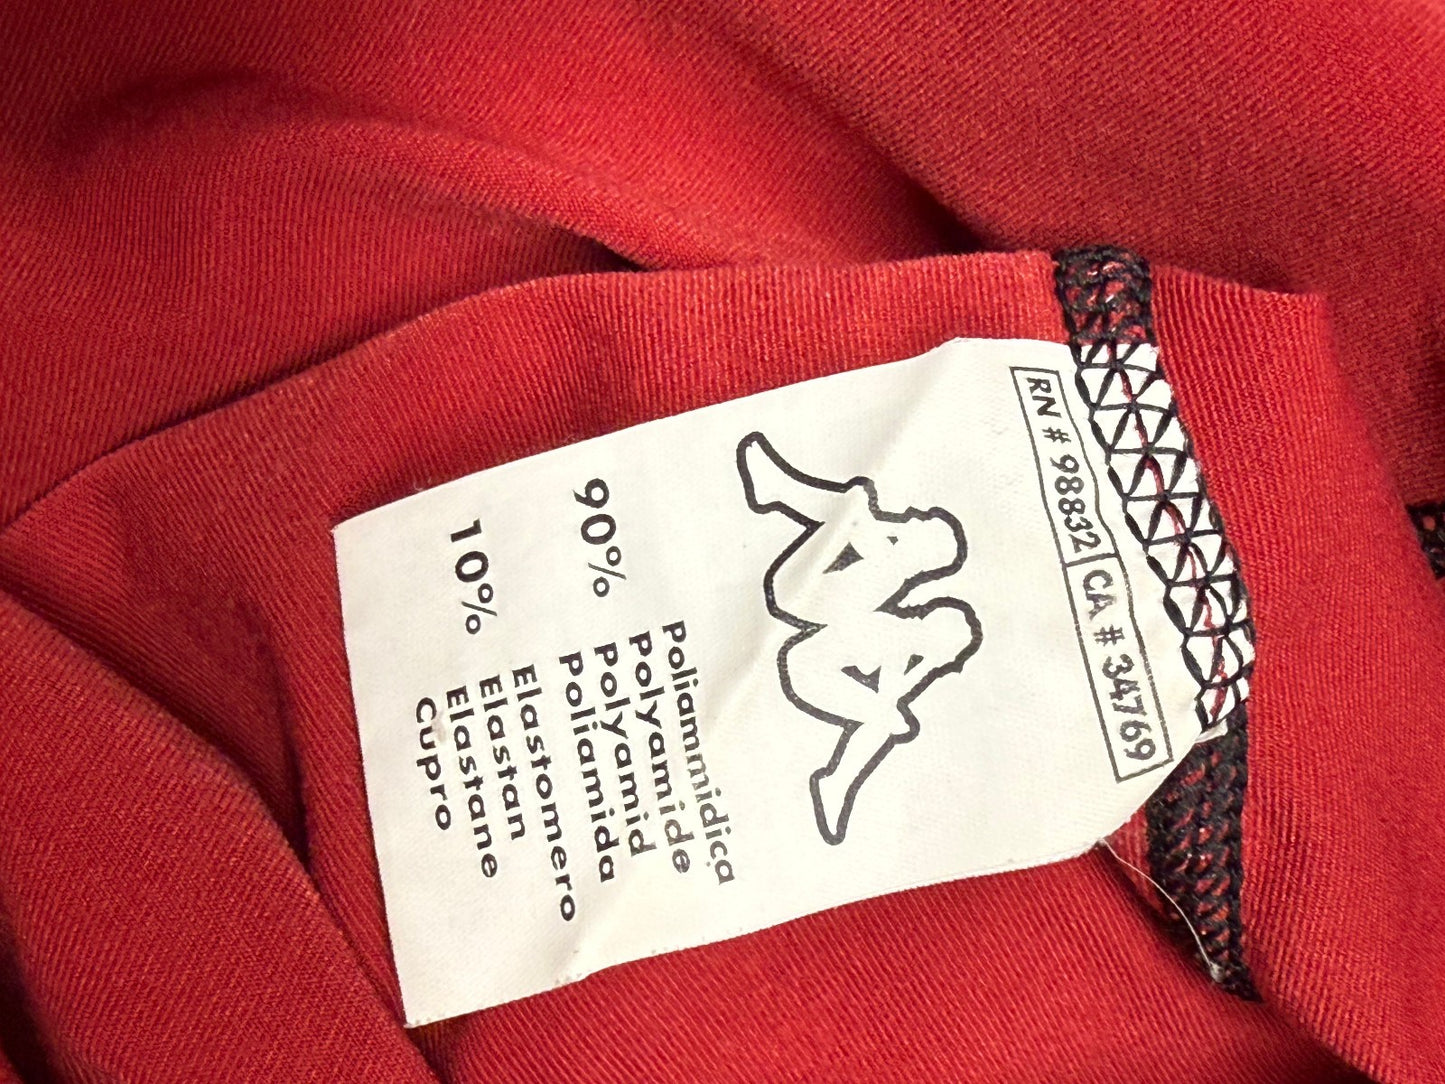 RN # 98832 CA # 34769
90% Poliammidica
Polyamide
Polyamid
Poliamida
10% Elastomero
Elastan
Elastane
Cupro